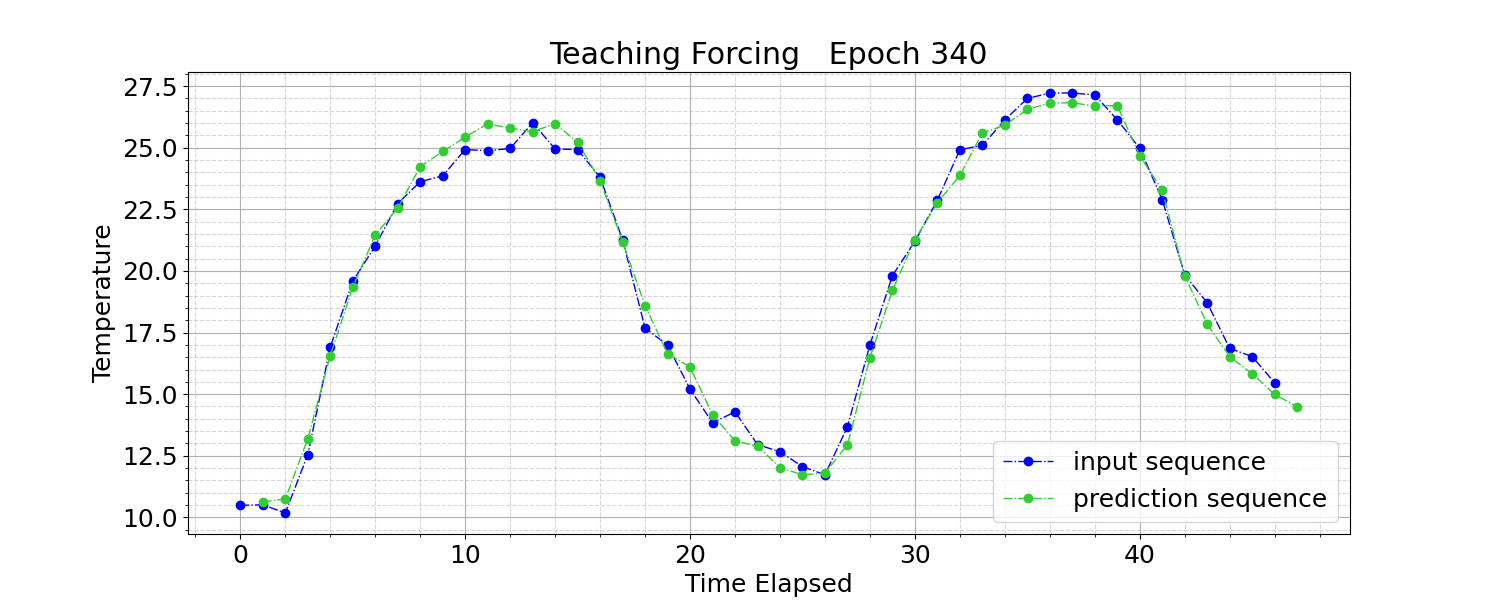 Teaching Forcing   Epoch 340
Temperature
27.5
25.0
22.5
20.0
17.5
15.0
12.5
10.0
0 10 20 30 40
Time Elapsed
input sequence
prediction sequence